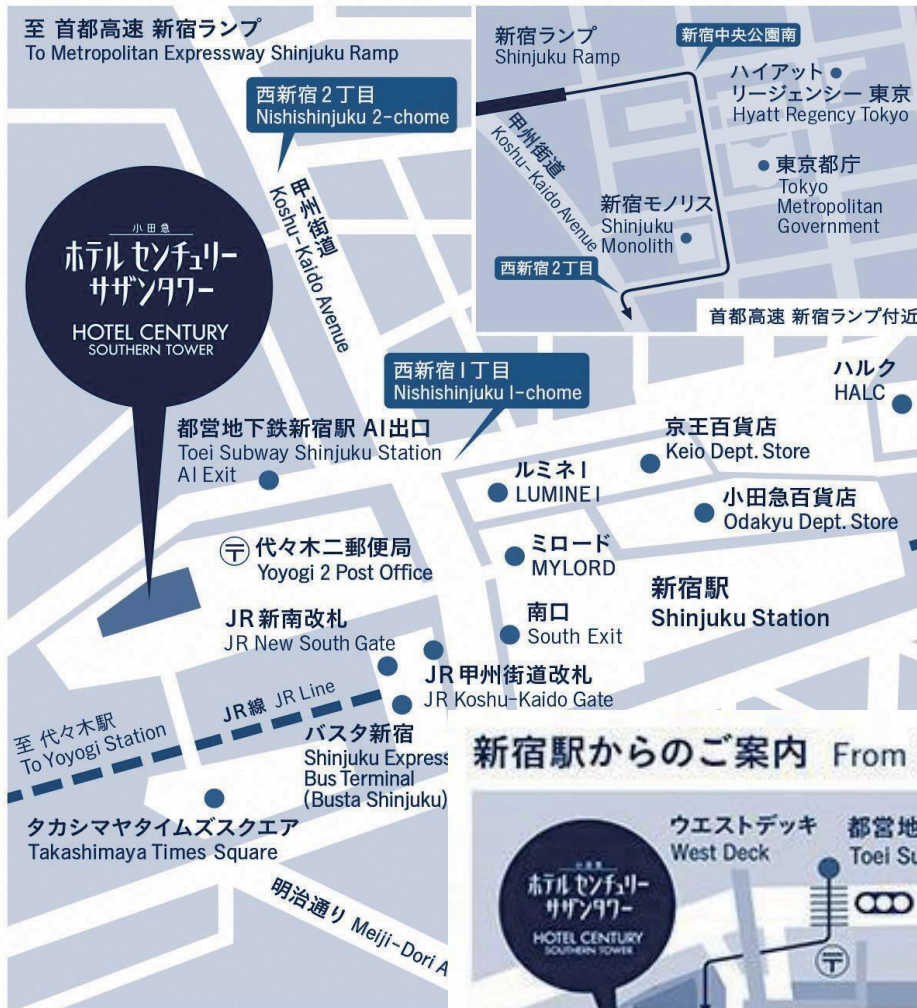 至 首都高速 新宿ランプ
To Metropolitan Expressway Shinjuku Ramp
西新宿2丁目
Nishishinjuku 2-chome
甲州街道
Koshu-Kaido Avenue
小田急
ホテル センチュリー
サザンタワー
HOTEL CENTURY
SOUTHERN TOWER
新宿ランプ
Shinjuku Ramp
新宿中央公園南
ハイアット
リージェンシー 東京
Hyatt Regency Tokyo
甲州街道
Koshu-Kaido Avenue
東京都庁
Tokyo
Metropolitan
Government
新宿モノリス
Shinjuku
Monolith
西新宿2丁目
首都高速 新宿ランプ付近
西新宿1丁目
Nishishinjuku 1-chome
ハルク
HALC
都営地下鉄新宿駅 A1出口
Toei Subway Shinjuku Station
A1 Exit
京王百貨店
Keio Dept. Store
ルミネ1
LUMINE1
小田急百貨店
Odakyu Dept. Store
〒 代々木二郵便局
Yoyogi 2 Post Office
ミロード
MYLORD
新宿駅
Shinjuku Station
JR 新南改札
JR New South Gate
南口
South Exit
JR 甲州街道改札
JR Koshu-Kaido Gate
至 代々木駅
To Yoyogi Station
JR線 JR Line
バスタ新宿
Shinjuku Express
Bus Terminal
(Busta Shinjuku)
タカシマヤタイムズスクエア
Takashimaya Times Square
明治通り Meiji-Dori A
新宿駅からのご案内 From
ウエストデッキ
West Deck
都営地
Toei Su
小田急
ホテル センチュリー
サザンタワー
HOTEL CENTURY
SOUTHERN TOWER
〒